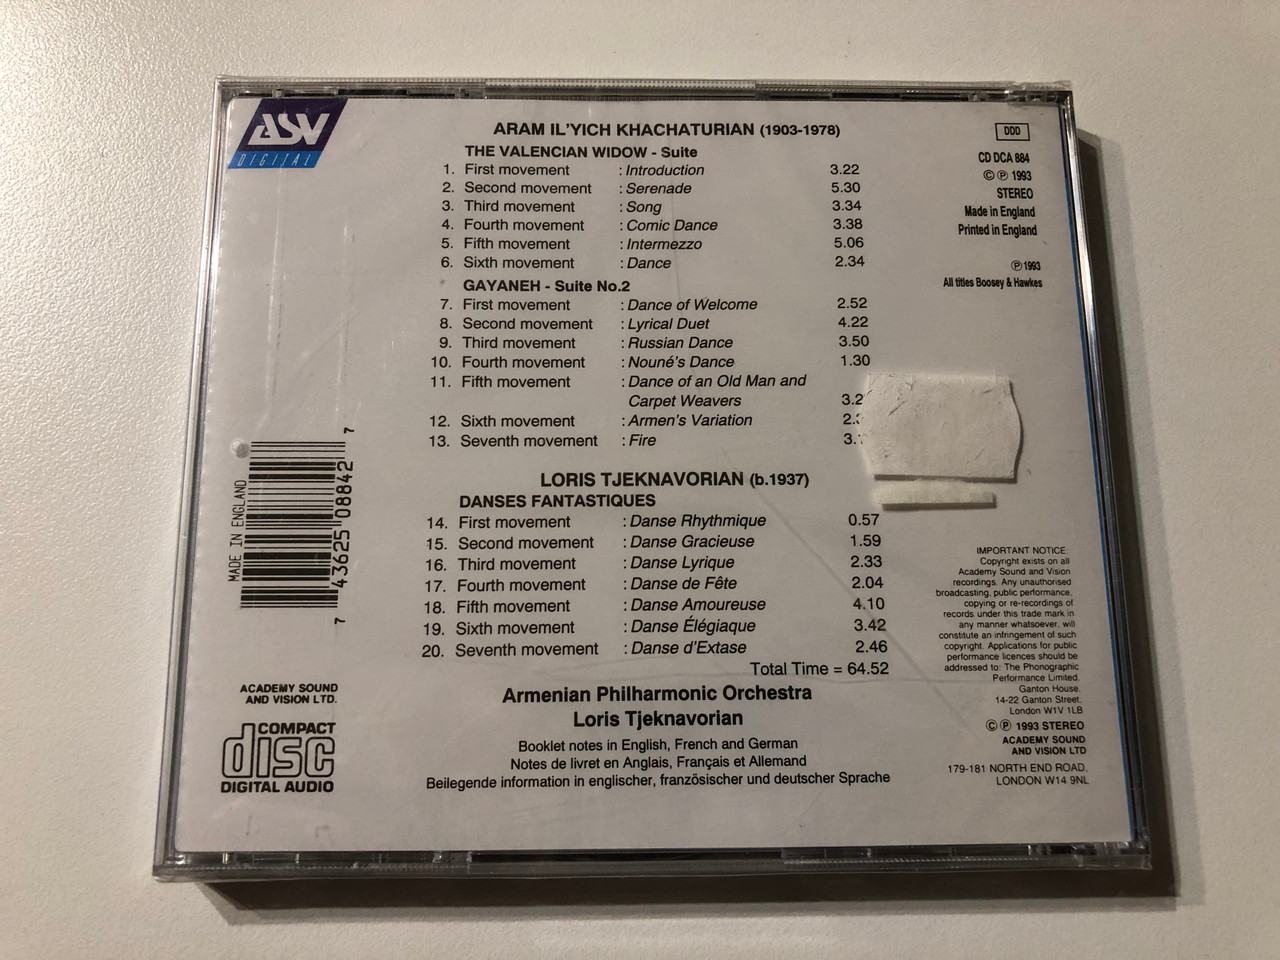 ASV
DIGITAL
ARAM IL'YICH KHACHATURIAN (1903-1978)
THE VALENCIAN WIDOW - Suite
1. First movement : Introduction 3.22
2. Second movement : Serenade 5.30
3. Third movement : Song 3.34
4. Fourth movement : Comic Dance 3.38
5. Fifth movement : Intermezzo 5.06
6. Sixth movement : Dance 2.34
GAYANEH - Suite No.2
7. First movement : Dance of Welcome 2.52
8. Second movement : Lyrical Duet 4.22
9. Third movement : Russian Dance 3.50
10. Fourth movement : Nouné's Dance 1.30
11. Fifth movement : Dance of an Old Man and
Carpet Weavers
12. Sixth movement : Armen's Variation
13. Seventh movement : Fire
LORIS TJEKNAVORIAN (b.1937)
DANSES FANTASTIQUES
14. First movement : Danse Rhythmique 0.57
15. Second movement : Danse Gracieuse 1.59
16. Third movement : Danse Lyrique 2.33
17. Fourth movement : Danse de Fête 2.04
18. Fifth movement : Danse Amoureuse 4.10
19. Sixth movement : Danse Élégiaque 3.42
20. Seventh movement : Danse d'Extase 2.46
Total Time = 64.52
Armenian Philharmonic Orchestra
Loris Tjeknavorian
Booklet notes in English, French and German
Notes de livret en Anglais, Français et Allemand
Beilegende information in englischer, französischer und deutscher Sprache
DDD
CD DCA 884
© ℗ 1993
STEREO
Made in England
Printed in England
℗ 1993
All titles Boosey & Hawkes
IMPORTANT NOTICE:
Copyright exists on all
Academy Sound and Vision
recordings. Any unauthorised
broadcasting, public performance,
copying or re-recordings of
records under this trade mark in
any manner whatsoever, will
constitute an infringement of such
copyright. Applications for public
performance licences should be
addressed to: The Phonographic
Performance Limited.
Ganton House.
14-22 Ganton Street.
London W1V 1LB
© ℗ 1993 STEREO
ACADEMY SOUND
AND VISION LTD
179-181 NORTH END ROAD.
LONDON W14 9NL
MADE IN ENGLAND
7 43625 08842 7
ACADEMY SOUND
AND VISION LTD.
COMPACT
disc
DIGITAL AUDIO